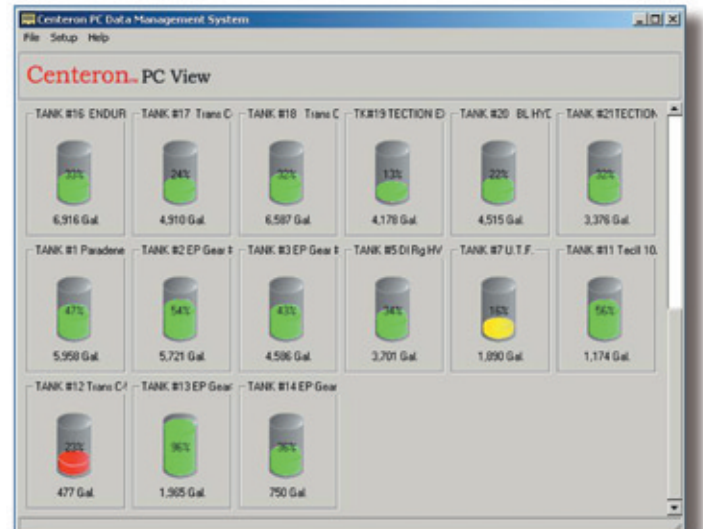 Centeron PC Data Management System
File Setup Help
Centeron™ PC View
TANK #16 ENDUR TANK #17 Trans C- TANK #18 Trans C TK#19 TECTION E) TANK #20 BL HYD TANK #21TECTION
33% 24% 32% 13% 22% 32%
6,916 Gal. 4,910 Gal. 6,587 Gal. 4,178 Gal. 4,515 Gal. 3,376 Gal.
TANK #1 Paradene TANK #2 EP Gear # TANK #3 EP Gear # TANK #5 DI Rg HV TANK #7 U.T.F. TANK #11 Tecill 10.
47% 54% 43% 34% 16% 56%
5,958 Gal. 5,721 Gal. 4,586 Gal. 3,701 Gal. 1,890 Gal. 1,174 Gal.
TANK #12 Trans C-! TANK #13 EP Gear TANK #14 EP Gear
23% 96% 36%
477 Gal. 1,965 Gal. 750 Gal.